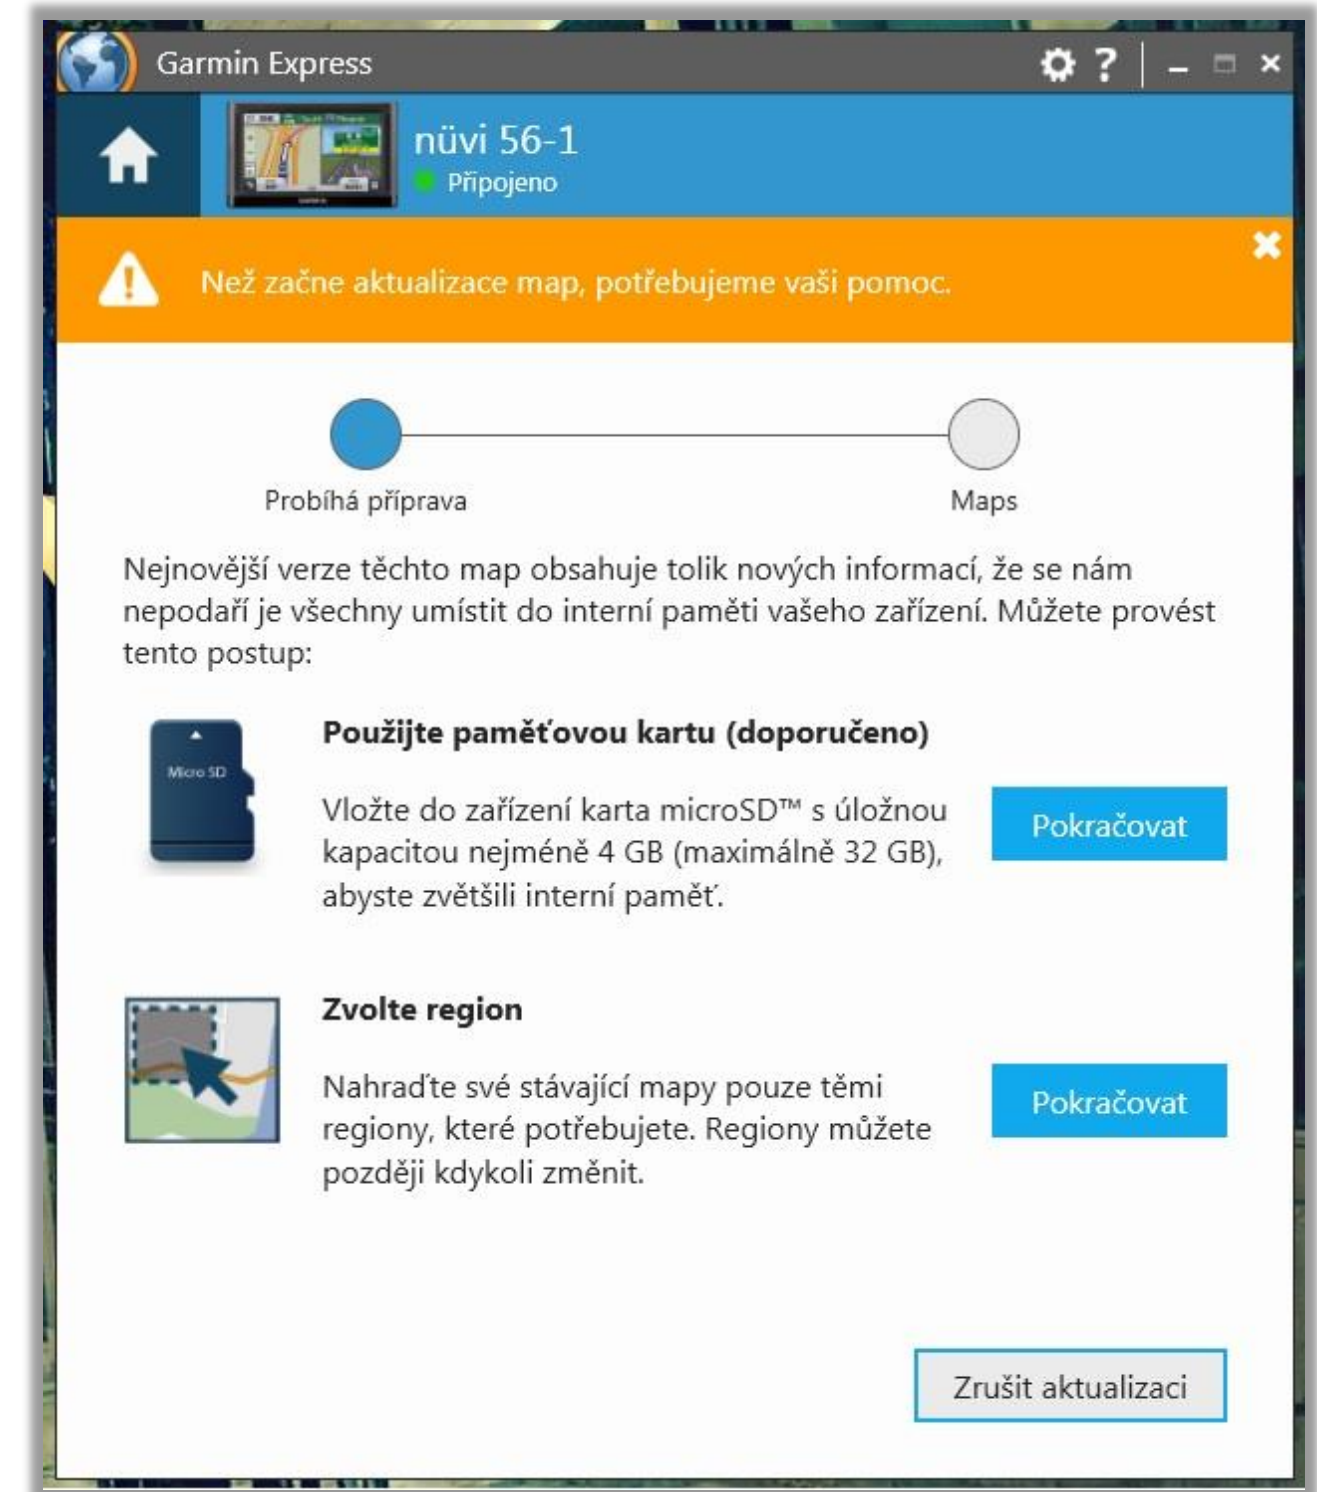 Garmin Express
nüvi 56-1
Připojeno
Než začne aktualizace map, potřebujeme vaši pomoc.
Probíhá příprava
Maps
Nejnovější verze těchto map obsahuje tolik nových informací, že se nám
nepodaří je všechny umístit do interní paměti vašeho zařízení. Můžete provést
tento postup:
Použijte paměťovou kartu (doporučeno)
Micro SD
Vložte do zařízení karta microSD™ s úložnou
kapacitou nejméně 4 GB (maximálně 32 GB),
abyste zvětšili interní paměť.
Pokračovat
Zvolte region
Nahraďte své stávající mapy pouze těmi
regiony, které potřebujete. Regiony můžete
později kdykoli změnit.
Pokračovat
Zrušit aktualizaci